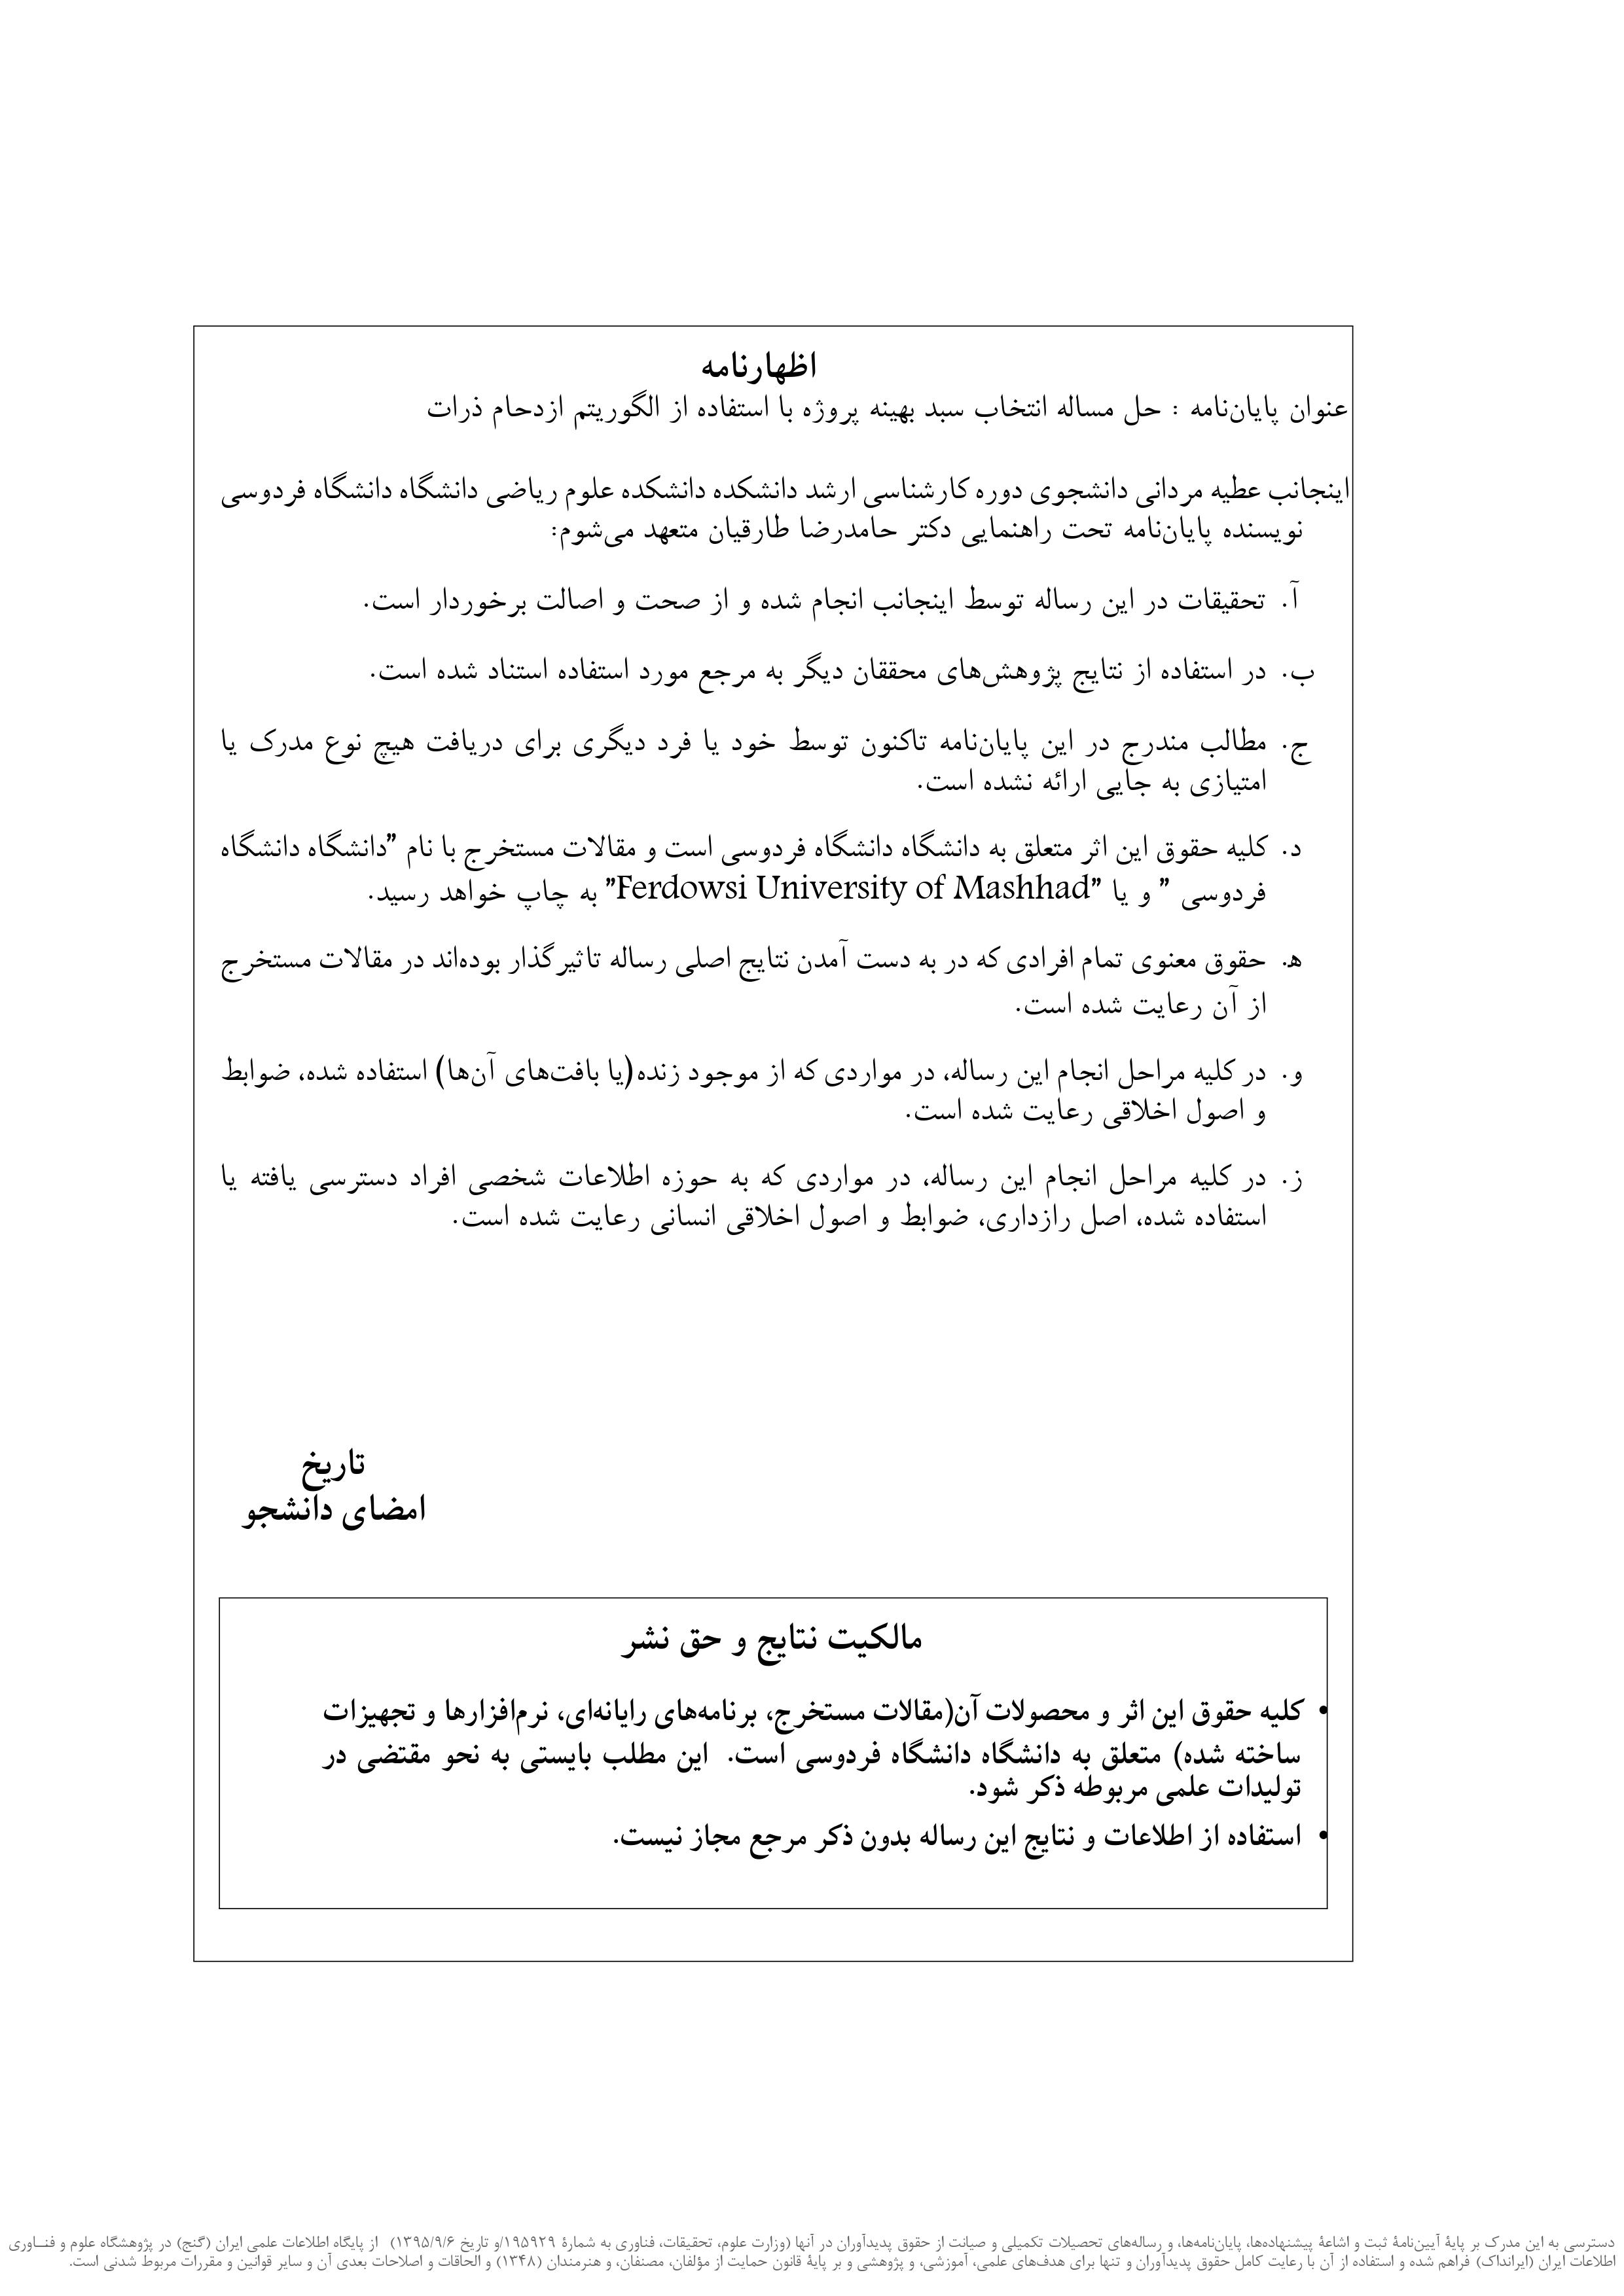 اظهارنامه
عنوان پایان‌نامه : حل مساله انتخاب سبد بهینه پروژه با استفاده از الگوریتم ازدحام ذرات
اینجانب عطیه مردانی دانشجوی دوره کارشناسی ارشد دانشکده دانشکده علوم ریاضی دانشگاه دانشگاه فردوسی
نویسنده پایان‌نامه تحت راهنمایی دکتر حامدرضا طارقیان متعهد می‌شوم:
آ. تحقیقات در این رساله توسط اینجانب انجام شده و از صحت و اصالت برخوردار است.
ب. در استفاده از نتایج پژوهش‌های محققان دیگر به مرجع مورد استفاده استناد شده است.
ج. مطالب مندرج در این پایان‌نامه تاکنون توسط خود یا فرد دیگری برای دریافت هیچ نوع مدرک یا
امتیازی به جایی ارائه نشده است.
د. کلیه حقوق این اثر متعلق به دانشگاه دانشگاه فردوسی است و مقالات مستخرج با نام ”دانشگاه دانشگاه
فردوسی ” و یا ”Ferdowsi University of Mashhad” به چاپ خواهد رسید.
ه‍. حقوق معنوی تمام افرادی که در به دست آمدن نتایج اصلی رساله تاثیرگذار بوده‌اند در مقالات مستخرج
از آن رعایت شده است.
و. در کلیه مراحل انجام این رساله، در مواردی که از موجود زنده(یا بافت‌های آن‌ها) استفاده شده، ضوابط
و اصول اخلاقی رعایت شده است.
ز. در کلیه مراحل انجام این رساله، در مواردی که به حوزه اطلاعات شخصی افراد دسترسی یافته یا
استفاده شده، اصل رازداری، ضوابط و اصول اخلاقی انسانی رعایت شده است.
تاریخ
امضای دانشجو
مالکیت نتایج و حق نشر
• کلیه حقوق این اثر و محصولات آن(مقالات مستخرج، برنامه‌های رایانه‌ای، نرم‌افزارها و تجهیزات
ساخته شده) متعلق به دانشگاه دانشگاه فردوسی است. این مطلب بایستی به نحو مقتضی در
تولیدات علمی مربوطه ذکر شود.
• استفاده از اطلاعات و نتایج این رساله بدون ذکر مرجع مجاز نیست.
دسترسی به این مدرک بر پایهٔ آیین‌نامهٔ ثبت و اشاعهٔ پیشنهاده‌ها، پایان‌نامه‌ها، و رساله‌های تحصیلات تکمیلی و صیانت از حقوق پدیدآوران در آنها (وزارت علوم، تحقیقات، فناوری به شمارهٔ ۱۹۵۹۲۹/و تاریخ ۱۳۹۵/۹/۶) از پایگاه اطلاعات علمی ایران (گنج) در پژوهشگاه علوم و فنـــاوری
اطلاعات ایران (ایرانداک) فراهم شده و استفاده از آن با رعایت کامل حقوق پدیدآوران و تنها برای هدف‌های علمی، آموزشی، و پژوهشی و بر پایهٔ قانون حمایت از مؤلفان، مصنفان، و هنرمندان (۱۳۴۸) و الحاقات و اصلاحات بعدی آن و سایر قوانین و مقررات مربوط شدنی است.